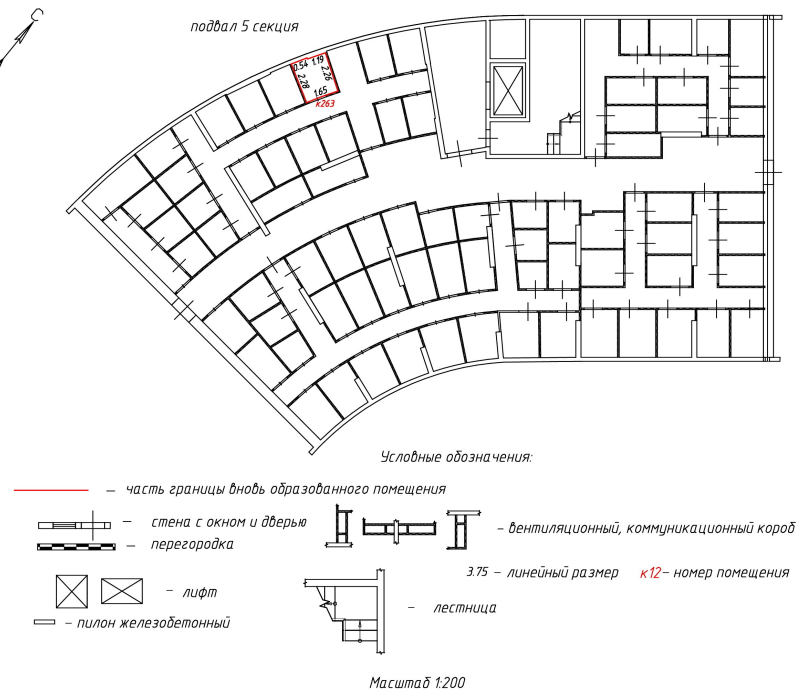 С
подвал 5 секция
0.54 1.19
2.28 2.26
1.65
к263
Условные обозначения:
– часть границы вновь образованного помещения
– стена с окном и дверью
– перегородка
– вентиляционный, коммуникационный короб
3.75 – линейный размер к12– номер помещения
– лифт
– лестница
– пилон железобетонный
Масштаб 1:200